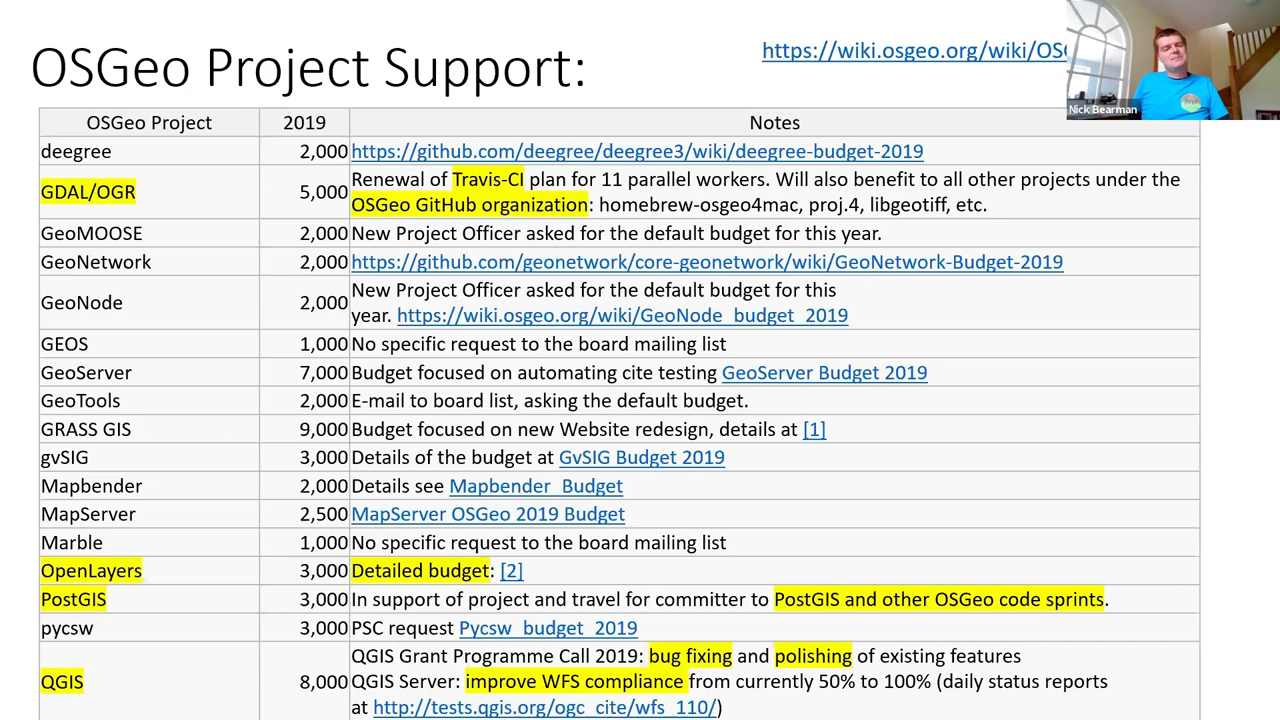 OSGeo Project Support:
https://wiki.osgeo.org/wiki/OSG
Nick Bearman
OSGeo Project 2019 Notes
deegree 2,000 https://github.com/deegree/deegree3/wiki/deegree-budget-2019
GDAL/OGR 5,000 Renewal of Travis-CI plan for 11 parallel workers. Will also benefit to all other projects under the
OSGeo GitHub organization: homebrew-osgeo4mac, proj.4, libgeotiff, etc.
GeoMOOSE 2,000 New Project Officer asked for the default budget for this year.
GeoNetwork 2,000 https://github.com/geonetwork/core-geonetwork/wiki/GeoNetwork-Budget-2019
GeoNode 2,000 New Project Officer asked for the default budget for this
year. https://wiki.osgeo.org/wiki/GeoNode_budget_2019
GEOS 1,000 No specific request to the board mailing list
GeoServer 7,000 Budget focused on automating cite testing GeoServer Budget 2019
GeoTools 2,000 E-mail to board list, asking the default budget.
GRASS GIS 9,000 Budget focused on new Website redesign, details at [1]
gvSIG 3,000 Details of the budget at GvSIG Budget 2019
Mapbender 2,000 Details see Mapbender_Budget
MapServer 2,500 MapServer OSGeo 2019 Budget
Marble 1,000 No specific request to the board mailing list
OpenLayers 3,000 Detailed budget: [2]
PostGIS 3,000 In support of project and travel for committer to PostGIS and other OSGeo code sprints.
pycsw 3,000 PSC request Pycsw_budget_2019
QGIS 8,000 QGIS Grant Programme Call 2019: bug fixing and polishing of existing features
QGIS Server: improve WFS compliance from currently 50% to 100% (daily status reports
at http://tests.qgis.org/ogc_cite/wfs_110/)